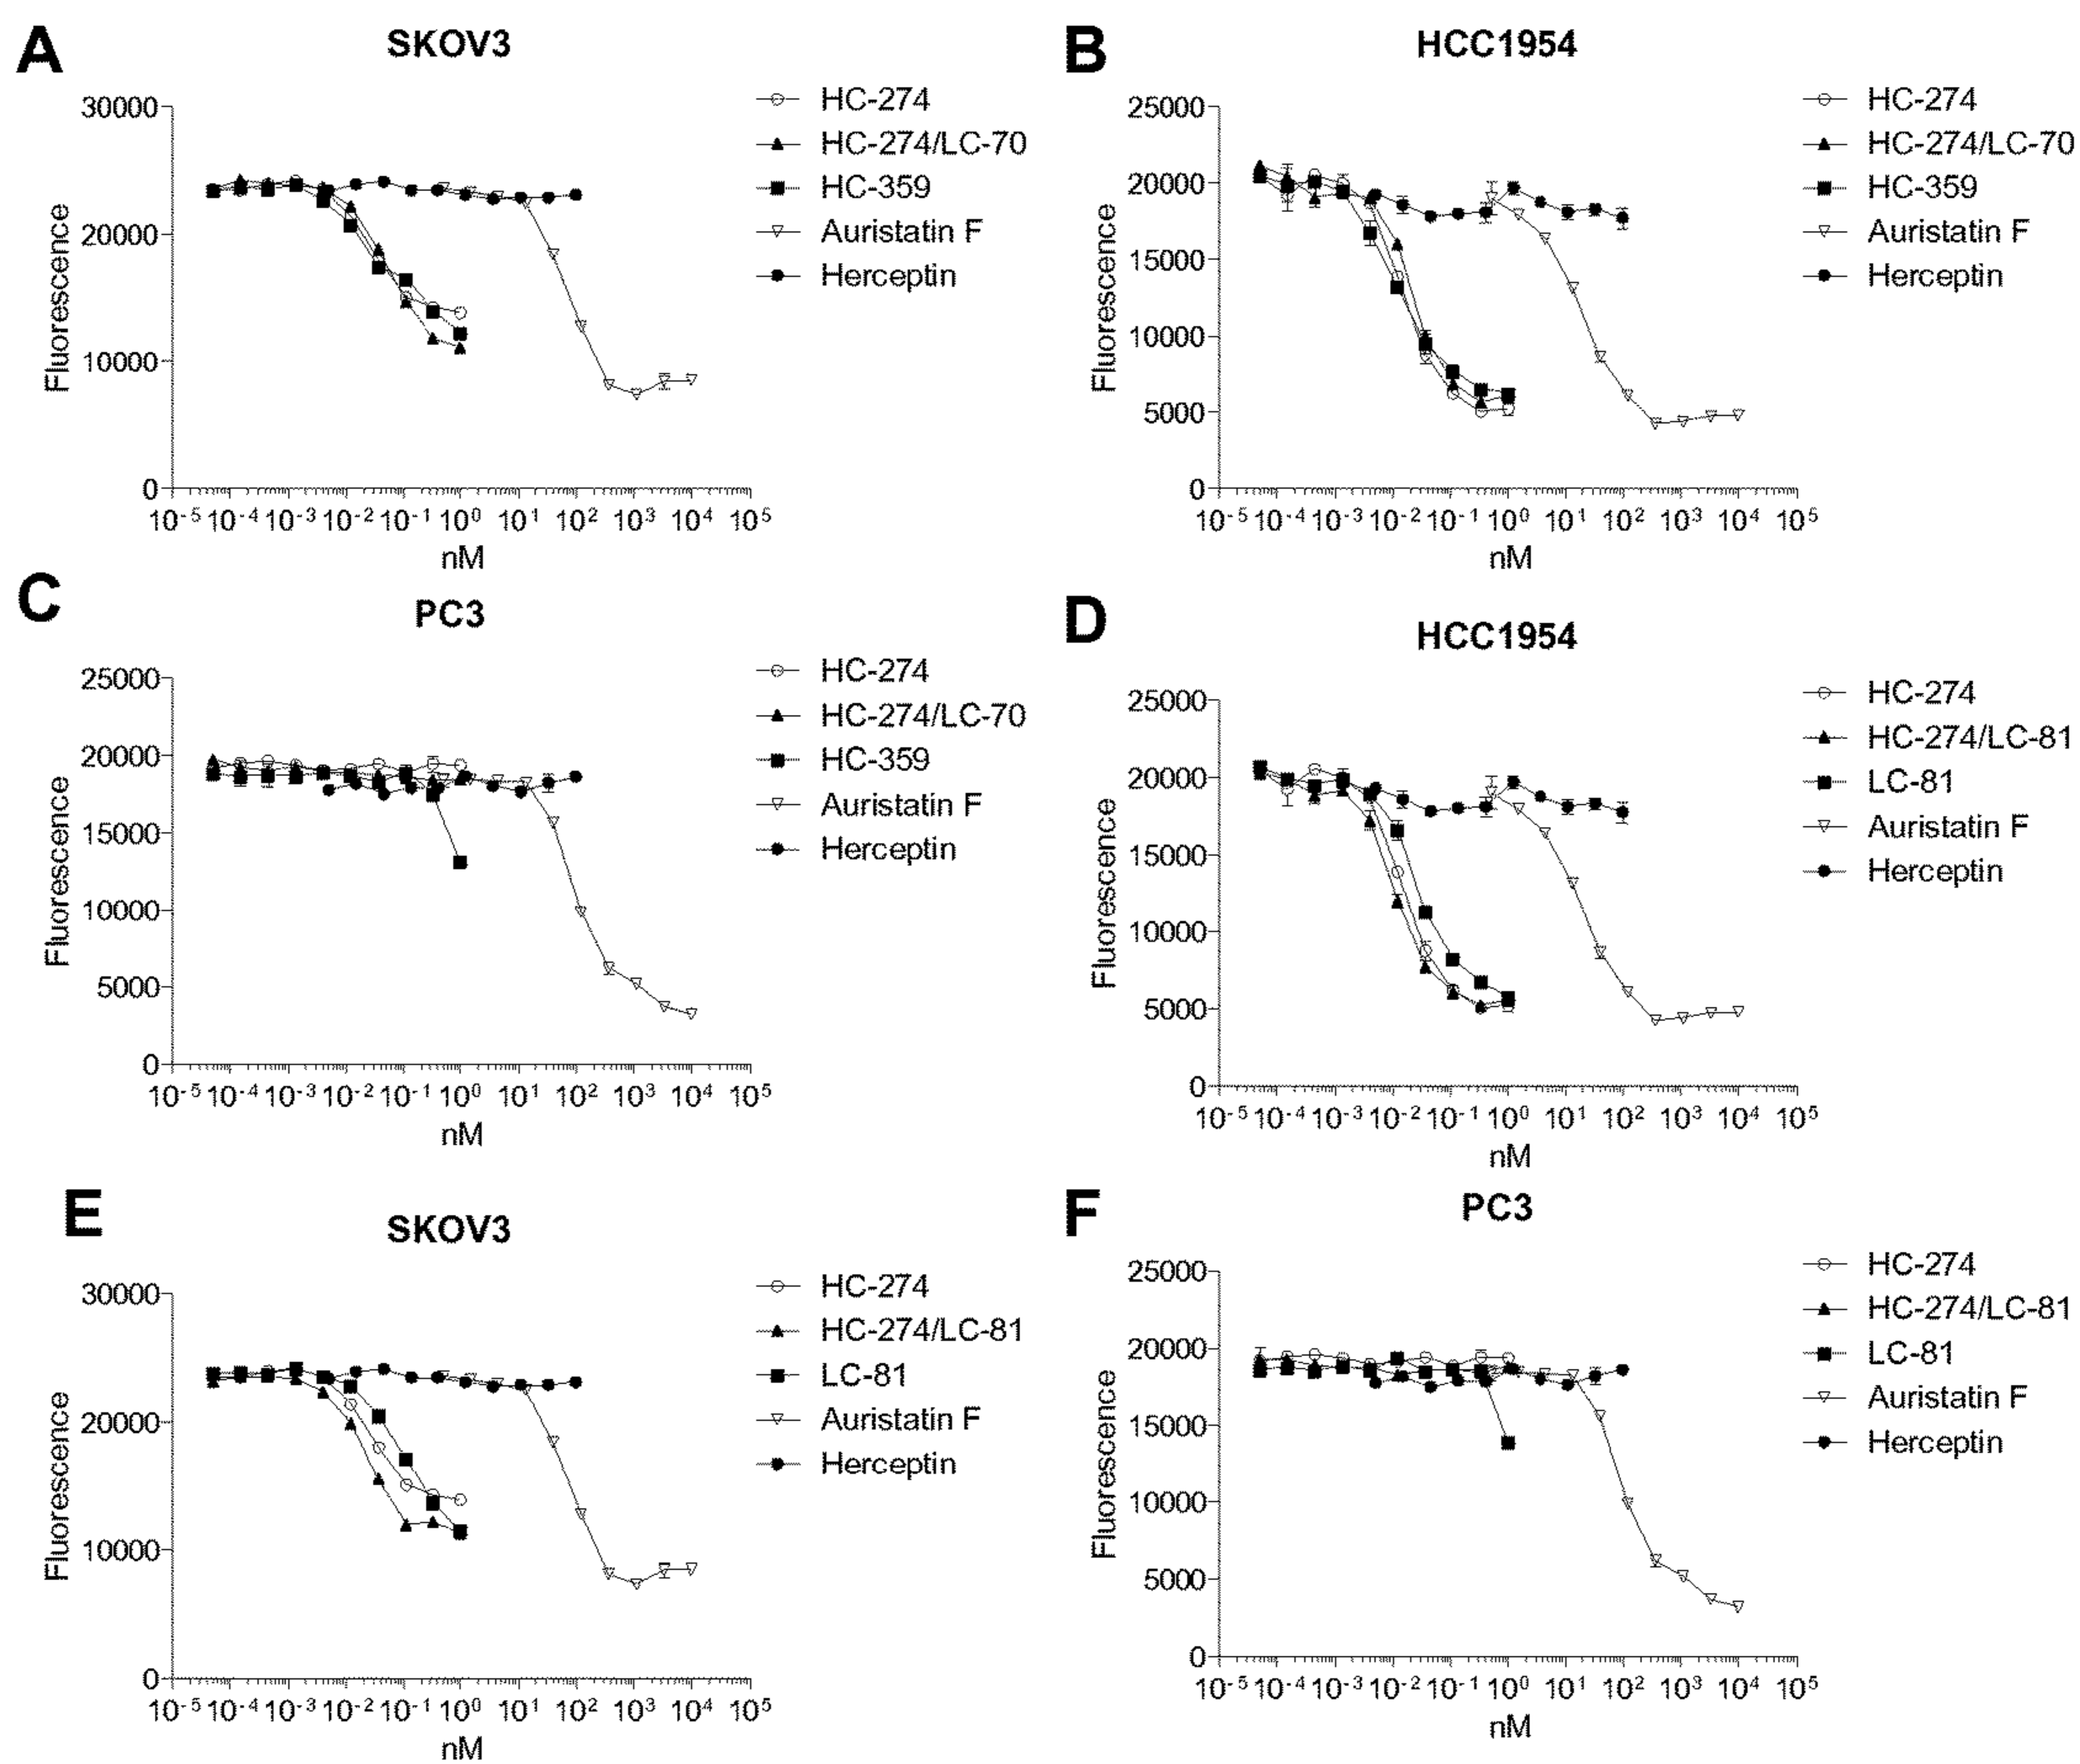 A
SKOV3
30000
20000
10000
0
Fluorescence
10-5 10-4 10-3 10-2 10-1 100 101 102 103 104 105
nM
HC-274
HC-274/LC-70
HC-359
Auristatin F
Herceptin
B
HCC1954
25000
20000
15000
10000
5000
0
Fluorescence
10-5 10-4 10-3 10-2 10-1 100 101 102 103 104 105
nM
HC-274
HC-274/LC-70
HC-359
Auristatin F
Herceptin
C
PC3
25000
20000
15000
10000
5000
0
Fluorescence
10-5 10-4 10-3 10-2 10-1 100 101 102 103 104 105
nM
HC-274
HC-274/LC-70
HC-359
Auristatin F
Herceptin
D
HCC1954
25000
20000
15000
10000
5000
0
Fluorescence
10-5 10-4 10-3 10-2 10-1 100 101 102 103 104 105
nM
HC-274
HC-274/LC-81
LC-81
Auristatin F
Herceptin
E
SKOV3
30000
20000
10000
0
Fluorescence
10-5 10-4 10-3 10-2 10-1 100 101 102 103 104 105
nM
HC-274
HC-274/LC-81
LC-81
Auristatin F
Herceptin
F
PC3
25000
20000
15000
10000
5000
0
Fluorescence
10-5 10-4 10-3 10-2 10-1 100 101 102 103 104 105
nM
HC-274
HC-274/LC-81
LC-81
Auristatin F
Herceptin